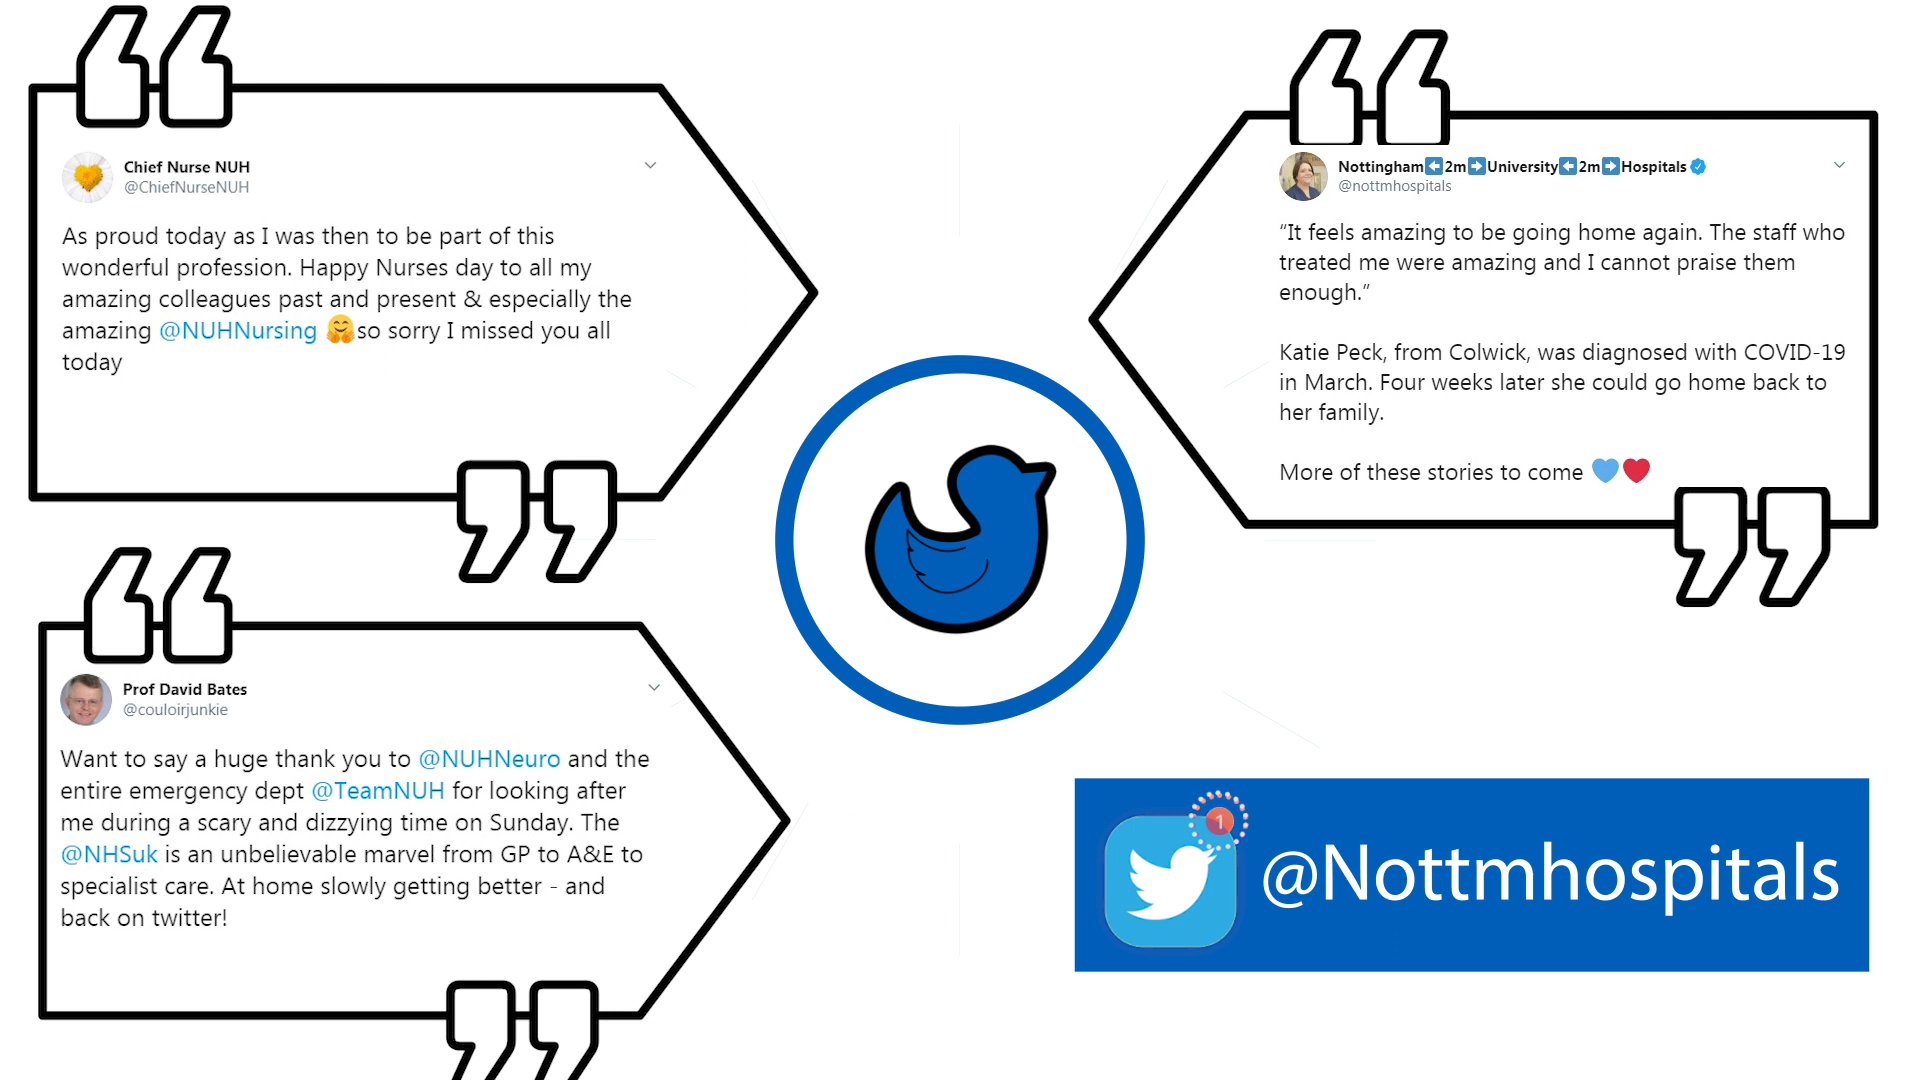 Chief Nurse NUH
@ChiefNurseNUH
As proud today as I was then to be part of this
wonderful profession. Happy Nurses day to all my
amazing colleagues past and present & especially the
amazing @NUHNursing 🤗so sorry I missed you all
today
Prof David Bates
@couloirjunkie
Want to say a huge thank you to @NUHNeuro and the
entire emergency dept @TeamNUH for looking after
me during a scary and dizzying time on Sunday. The
@NHSuk is an unbelievable marvel from GP to A&E to
specialist care. At home slowly getting better - and
back on twitter!
Nottingham⬅2m➡University⬅2m➡Hospitals
@nottmhospitals
“It feels amazing to be going home again. The staff who
treated me were amazing and I cannot praise them
enough.”
Katie Peck, from Colwick, was diagnosed with COVID-19
in March. Four weeks later she could go home back to
her family.
More of these stories to come 💙❤
1
@Nottmhospitals